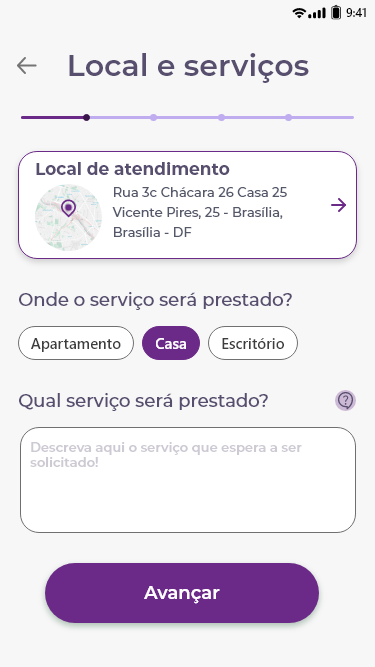 9:41
Local e serviços
Local de atendimento
Rua 3c Chácara 26 Casa 25
Vicente Pires, 25 - Brasília,
Brasília - DF
Onde o serviço será prestado?
Apartamento
Casa
Escritório
Qual serviço será prestado?
?
Descreva aqui o serviço que espera a ser
solicitado!
Avançar